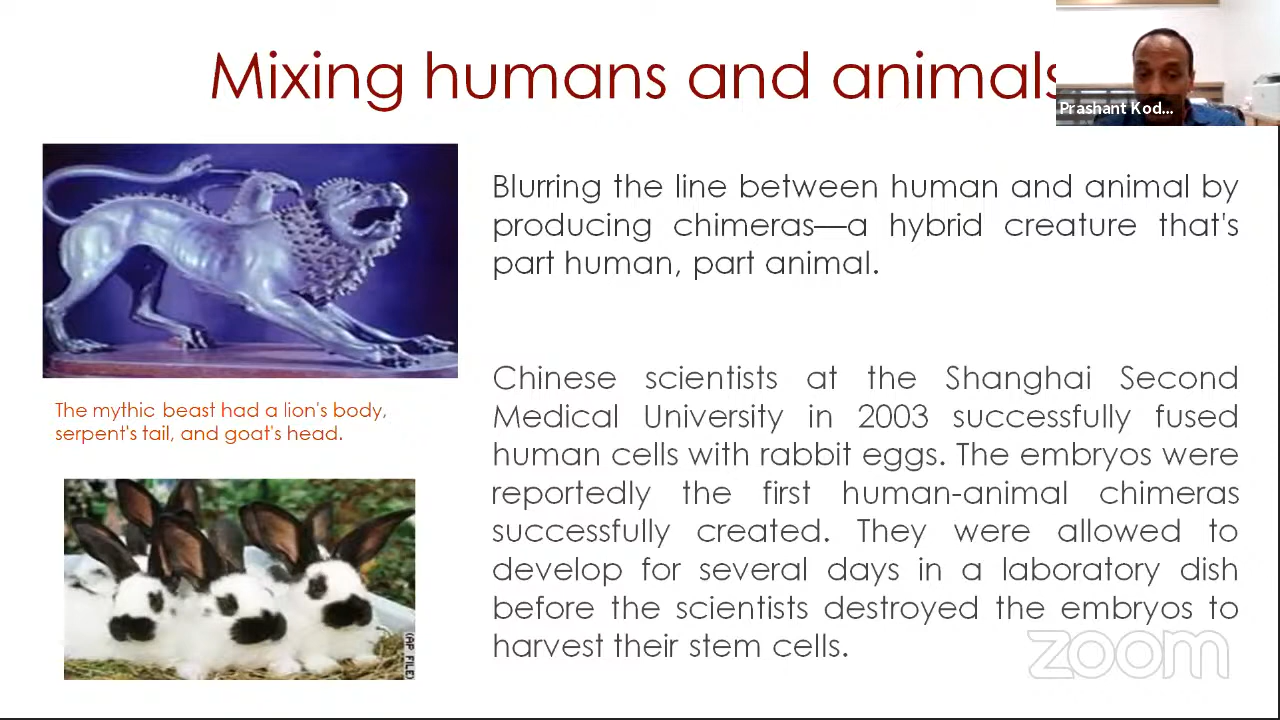 Mixing humans and animals
Prashant Kod...
Blurring the line between human and animal by
producing chimeras—a hybrid creature that's
part human, part animal.
The mythic beast had a lion's body,
serpent's tail, and goat's head.
Chinese scientists at the Shanghai Second
Medical University in 2003 successfully fused
human cells with rabbit eggs. The embryos were
reportedly the first human-animal chimeras
successfully created. They were allowed to
develop for several days in a laboratory dish
before the scientists destroyed the embryos to
harvest their stem cells.
(AP FILE)
zoom